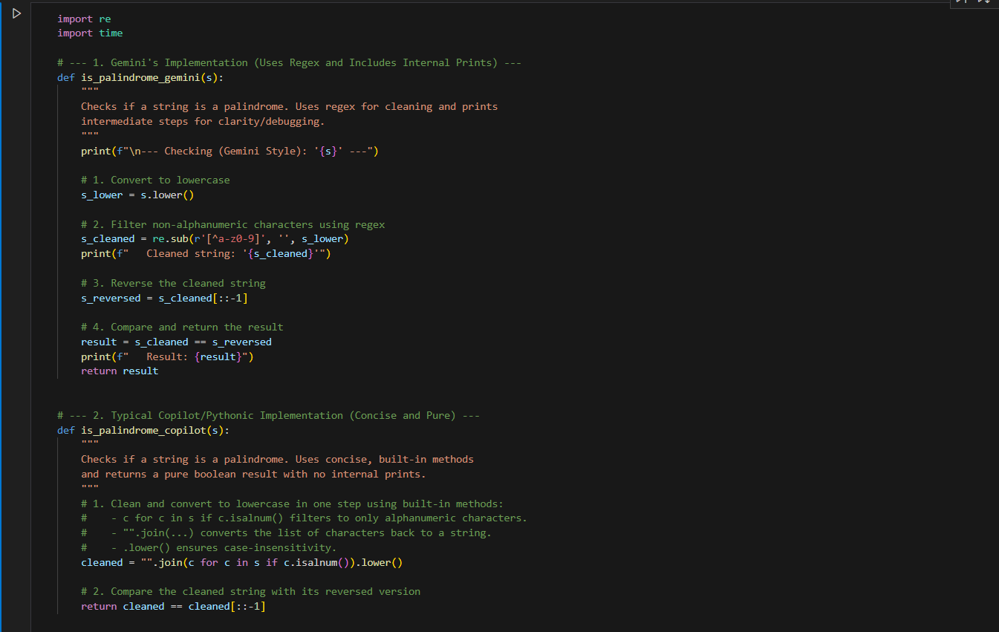 import re
import time
# --- 1. Gemini's Implementation (Uses Regex and Includes Internal Prints) ---
def is_palindrome_gemini(s):
    """
    Checks if a string is a palindrome. Uses regex for cleaning and prints
    intermediate steps for clarity/debugging.
    """
    print(f"\n--- Checking (Gemini Style): '{s}' ---")
    # 1. Convert to lowercase
    s_lower = s.lower()
    # 2. Filter non-alphanumeric characters using regex
    s_cleaned = re.sub(r'[^a-z0-9]', '', s_lower)
    print(f"   Cleaned string: '{s_cleaned}'")
    # 3. Reverse the cleaned string
    s_reversed = s_cleaned[::-1]
    # 4. Compare and return the result
    result = s_cleaned == s_reversed
    print(f"   Result: {result}")
    return result
# --- 2. Typical Copilot/Pythonic Implementation (Concise and Pure) ---
def is_palindrome_copilot(s):
    """
    Checks if a string is a palindrome. Uses concise, built-in methods
    and returns a pure boolean result with no internal prints.
    """
    # 1. Clean and convert to lowercase in one step using built-in methods:
    #    - c for c in s if c.isalnum() filters to only alphanumeric characters.
    #    - "".join(...) converts the list of characters back to a string.
    #    - .lower() ensures case-insensitivity.
    cleaned = "".join(c for c in s if c.isalnum()).lower()
    # 2. Compare the cleaned string with its reversed version
    return cleaned == cleaned[::-1]